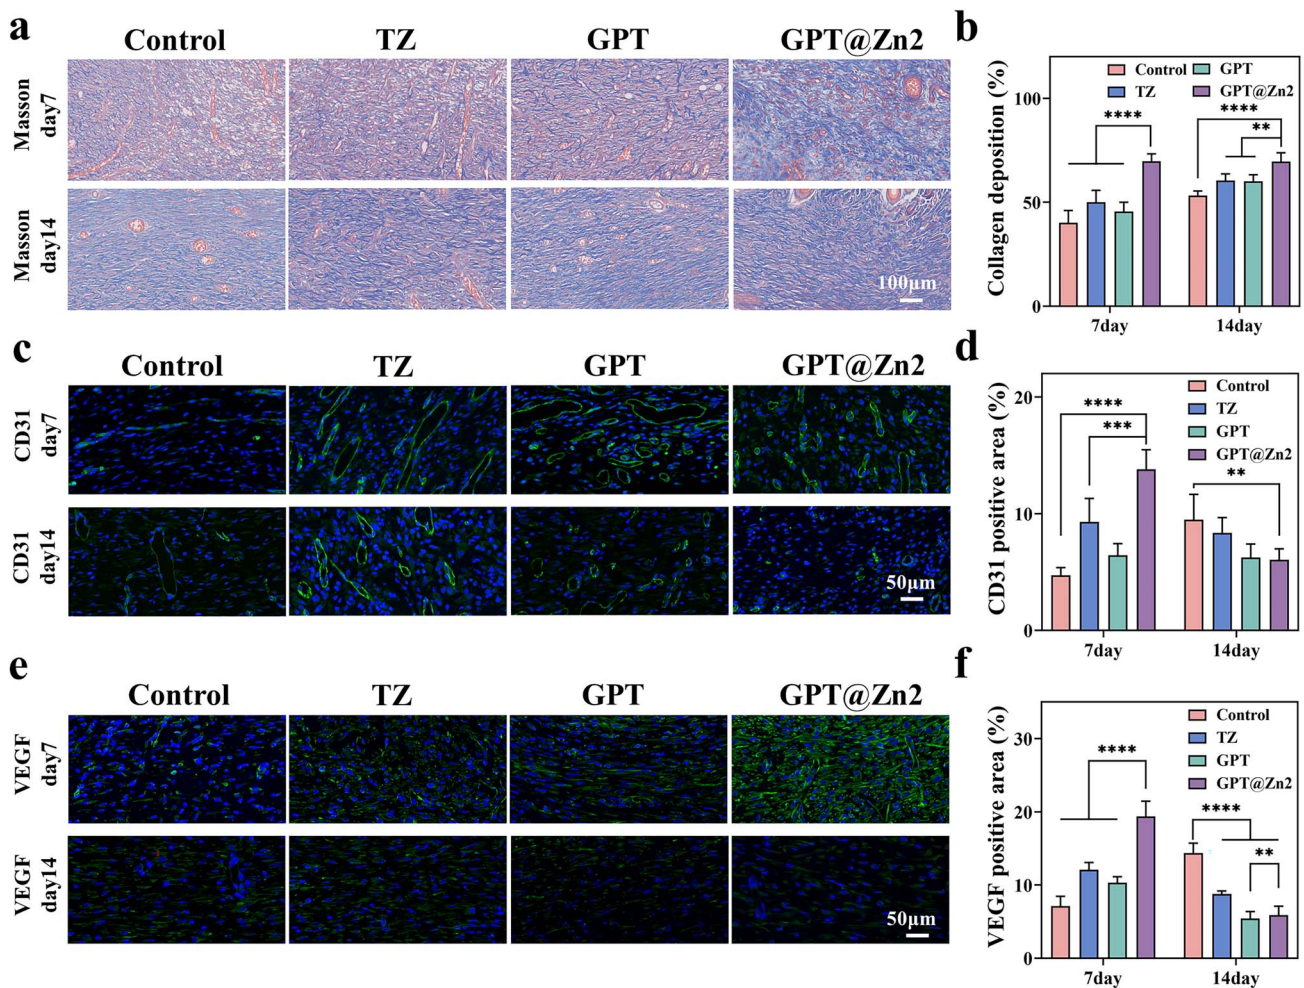 a
Control TZ GPT GPT@Zn2
Masson
day7
Masson
day14
100μm
b
Collagen deposition (%)
100
50
0
Control GPT
TZ GPT@Zn2
****
**** 
**
7day 14day
c
Control TZ GPT GPT@Zn2
CD31
day7
CD31
day14
50μm
d
CD31 positive area (%)
20
10
0
Control
TZ
GPT
GPT@Zn2
****
***
**
7day 14day
e
Control TZ GPT GPT@Zn2
VEGF
day7
VEGF
day14
50μm
f
VEGF positive area (%)
30
20
10
0
Control
TZ
GPT
GPT@Zn2
****
****
**
7day 14day